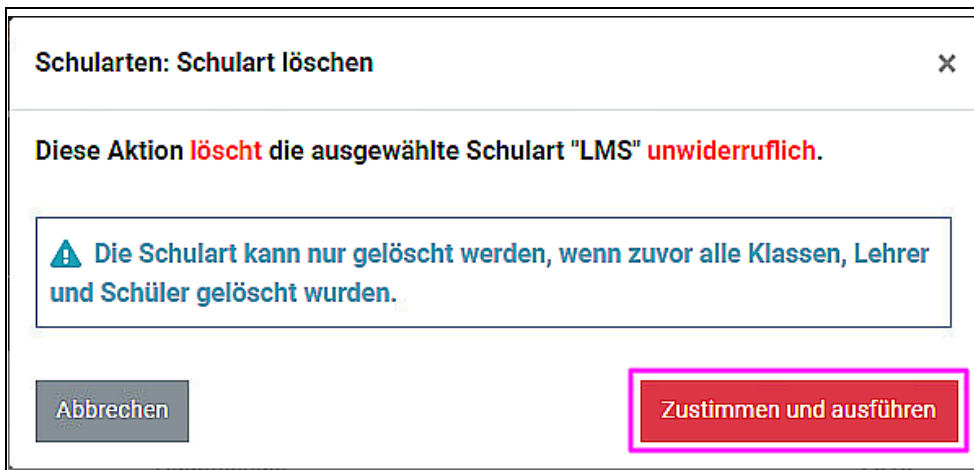 Schularten: Schulart löschen
Diese Aktion löscht die ausgewählte Schulart "LMS" unwiderruflich.
Die Schulart kann nur gelöscht werden, wenn zuvor alle Klassen, Lehrer
und Schüler gelöscht wurden.
Abbrechen
Zustimmen und ausführen